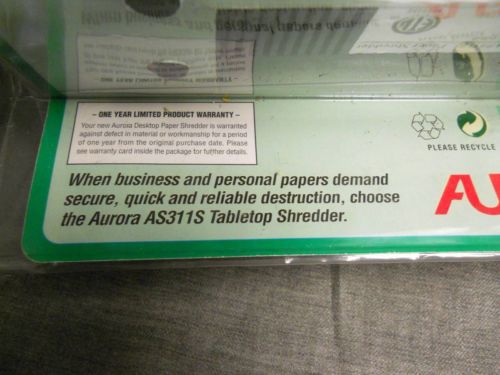 – ONE YEAR LIMITED PRODUCT WARRANTY –
Your new Aurora Desktop Paper Shredder is warranted
against defect in material or workmanship for a period
of one year from the original purchase date. Please
see warranty card inside the package for further details.
PLEASE RECYCLE
When business and personal papers demand
secure, quick and reliable destruction, choose
the Aurora AS311S Tabletop Shredder.
AU